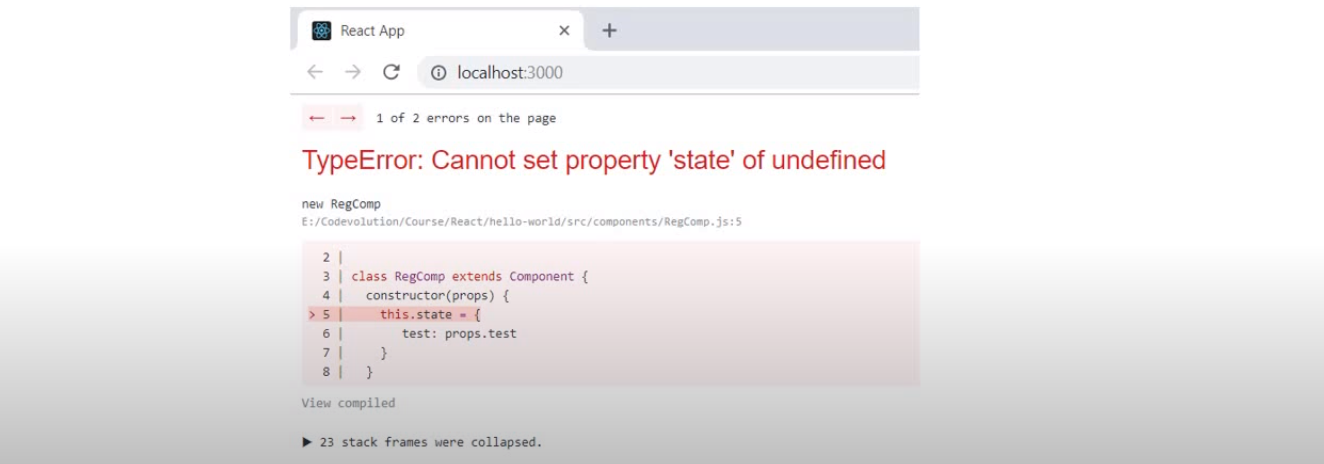 React App
localhost:3000
← → 1 of 2 errors on the page
TypeError: Cannot set property 'state' of undefined
new RegComp
E:/Codevolution/Course/React/hello-world/src/components/RegComp.js:5
2 |
3 | class RegComp extends Component {
4 |   constructor(props) {
> 5 |     this.state = {
6 |       test: props.test
7 |     }
8 |   }
View compiled
▶ 23 stack frames were collapsed.